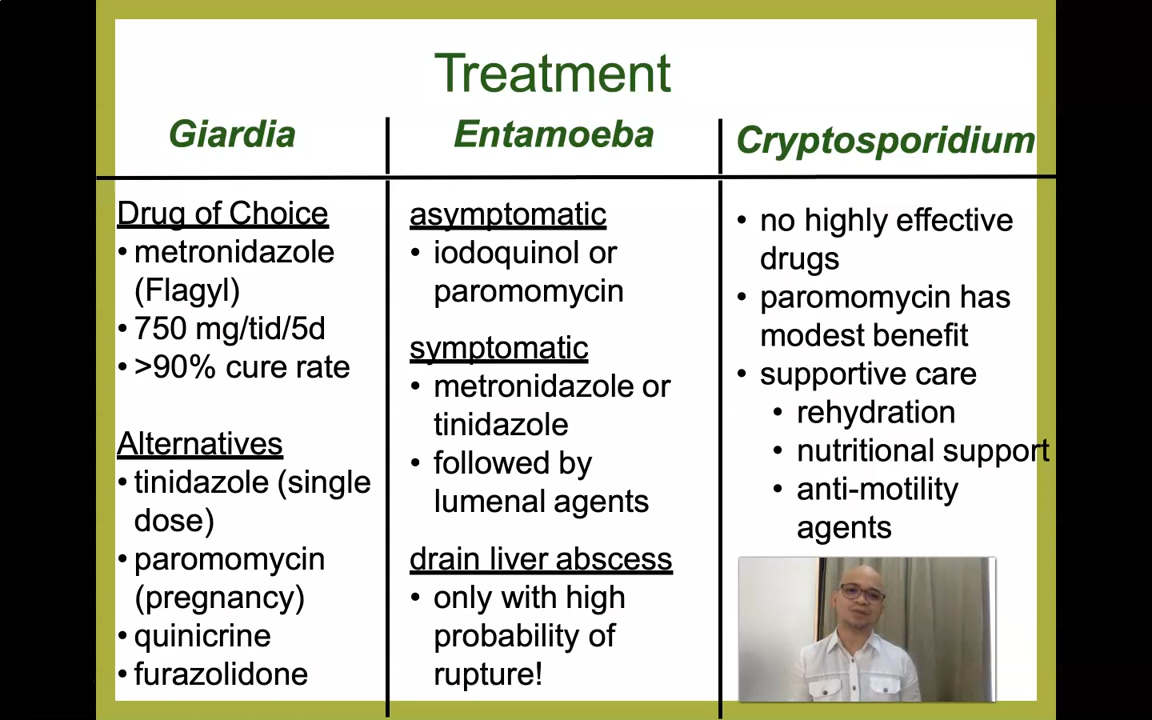 Treatment
Giardia
Entamoeba
Cryptosporidium
Drug of Choice
• metronidazole
(Flagyl)
• 750 mg/tid/5d
• >90% cure rate
Alternatives
• tinidazole (single
dose)
• paromomycin
(pregnancy)
• quinicrine
• furazolidone
asymptomatic
• iodoquinol or
paromomycin
symptomatic
• metronidazole or
tinidazole
• followed by
lumenal agents
drain liver abscess
• only with high
probability of
rupture!
• no highly effective
drugs
• paromomycin has
modest benefit
• supportive care
• rehydration
• nutritional support
• anti-motility
agents